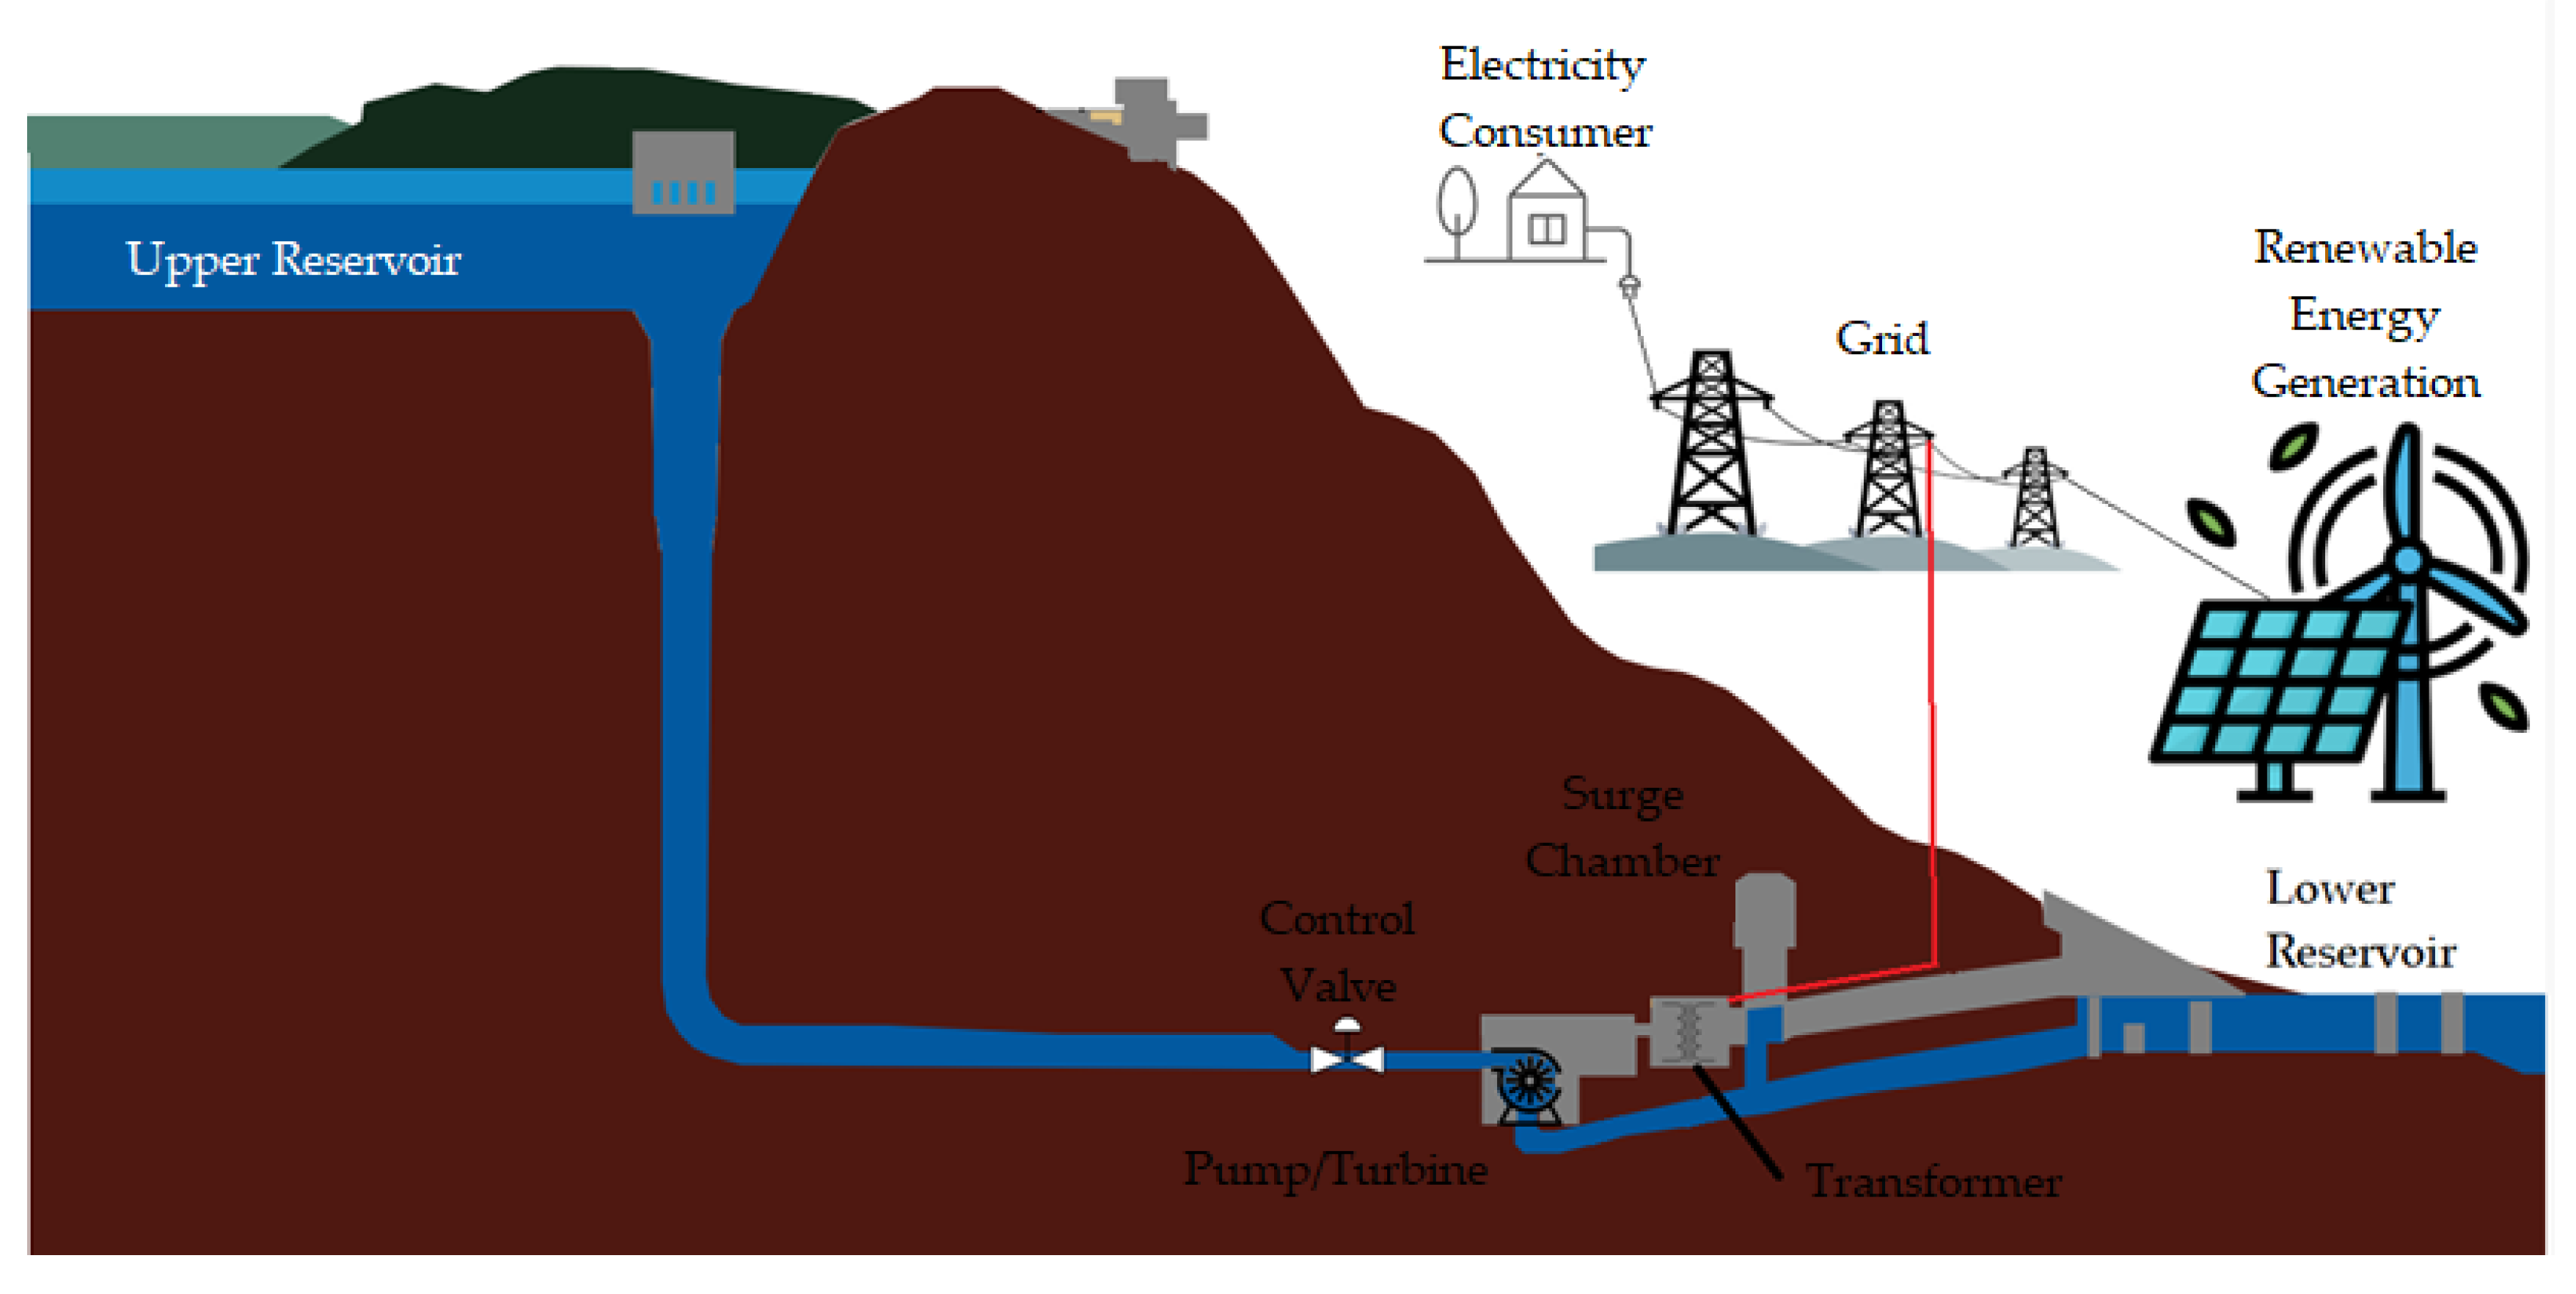 Electricity
Consumer
Upper Reservoir
Grid
Renewable
Energy
Generation
Surge
Chamber
Control
Valve
Lower
Reservoir
Pump/Turbine
Transformer